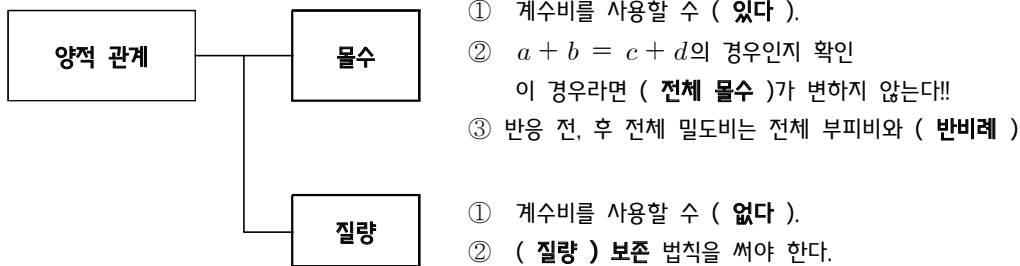 양적 관계
몰수
① 계수비를 사용할 수 ( 있다 ).
② a + b = c + d의 경우인지 확인
이 경우라면 ( 전체 몰수 )가 변하지 않는다!!
③ 반응 전, 후 전체 밀도비는 전체 부피비와 ( 반비례 )
질량
① 계수비를 사용할 수 ( 없다 ).
② ( 질량 ) 보존 법칙을 써야 한다.